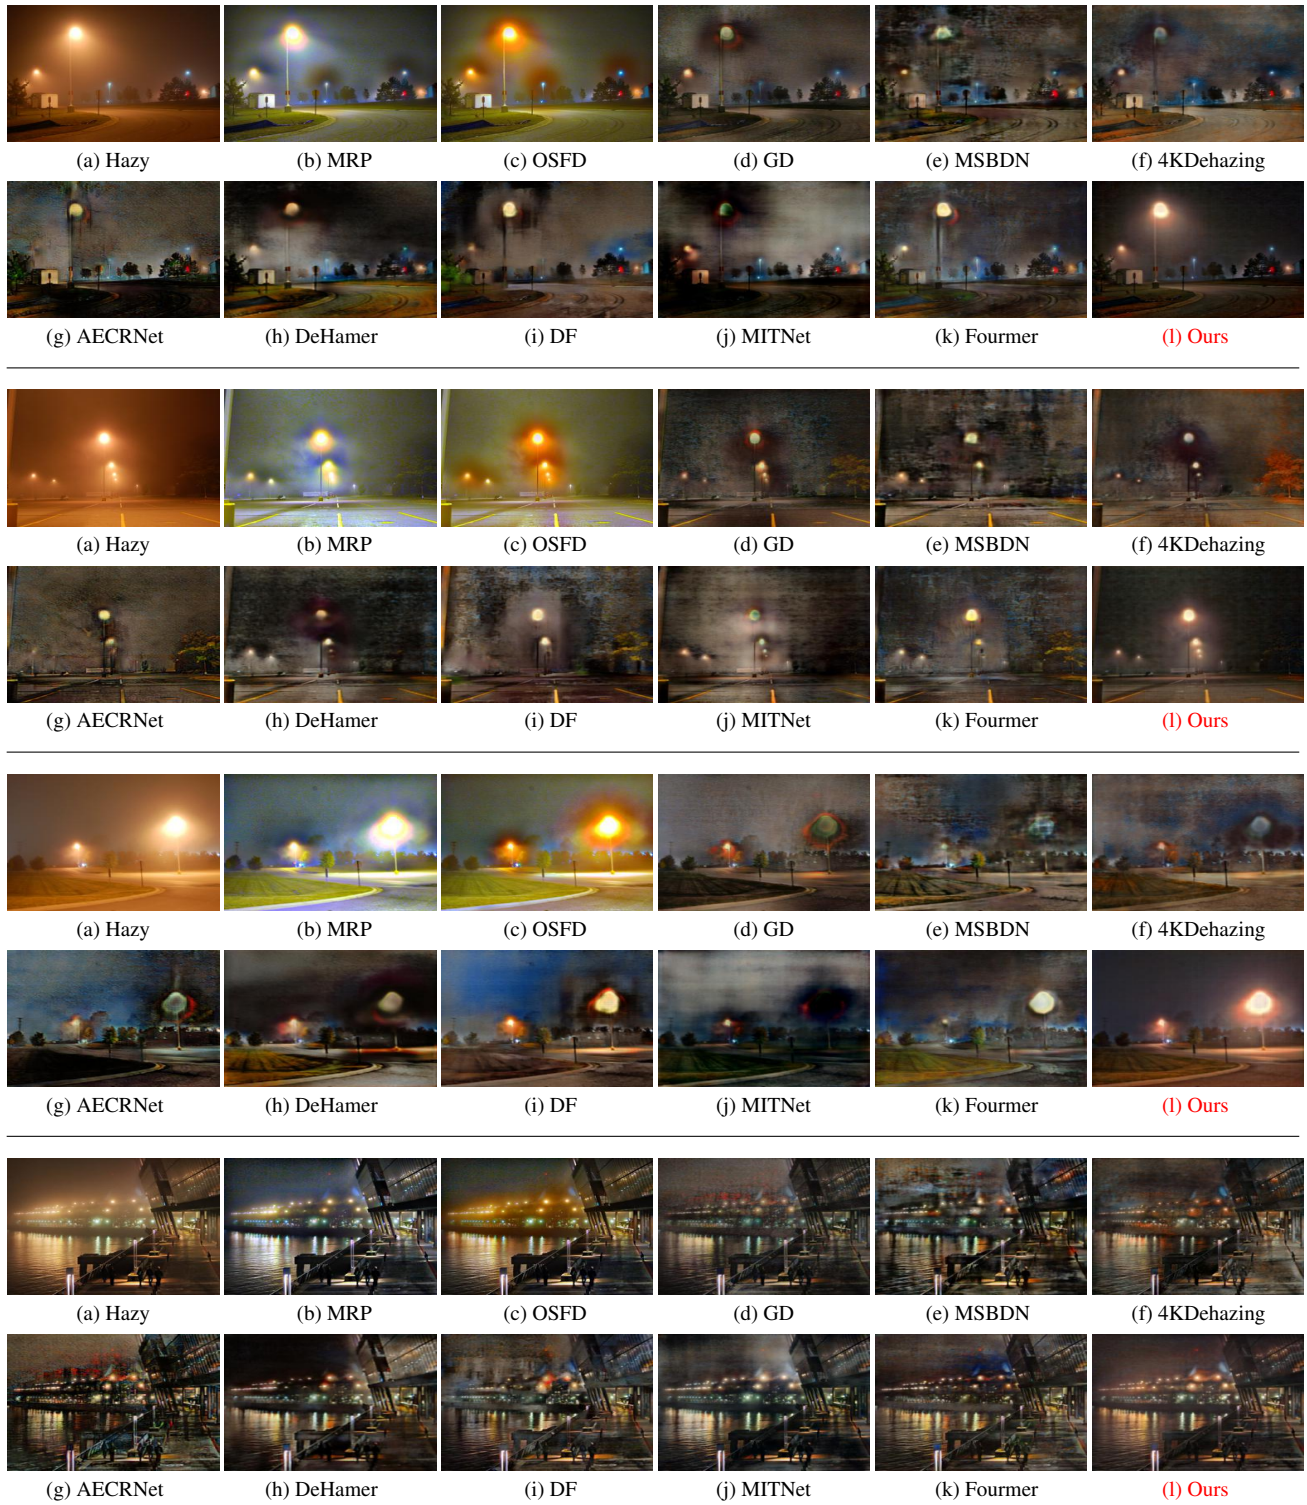 (a) Hazy
(b) MRP
(c) OSFD
(d) GD
(e) MSBDN
(f) 4KDehazing
(g) AECRNet
(h) DeHamer
(i) DF
(j) MITNet
(k) Fourmer
(l) Ours
(a) Hazy
(b) MRP
(c) OSFD
(d) GD
(e) MSBDN
(f) 4KDehazing
(g) AECRNet
(h) DeHamer
(i) DF
(j) MITNet
(k) Fourmer
(l) Ours
(a) Hazy
(b) MRP
(c) OSFD
(d) GD
(e) MSBDN
(f) 4KDehazing
(g) AECRNet
(h) DeHamer
(i) DF
(j) MITNet
(k) Fourmer
(l) Ours
(a) Hazy
(b) MRP
(c) OSFD
(d) GD
(e) MSBDN
(f) 4KDehazing
(g) AECRNet
(h) DeHamer
(i) DF
(j) MITNet
(k) Fourmer
(l) Ours